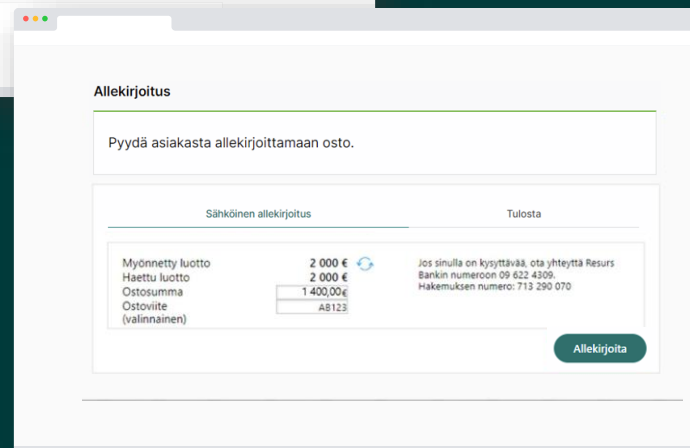 Allekirjoitus
Pyydä asiakasta allekirjoittamaan osto.
Sähköinen allekirjoitus
Tulosta
Myönnetty luotto 2 000 €
Haettu luotto 2 000 €
Ostosumma 1 400,00€
Ostoviite AB123
(valinnainen)
Jos sinulla on kysyttävää, ota yhteyttä Resurs
Bankin numeroon 09 622 4309.
Hakemuksen numero: 713 290 070
Allekirjoita